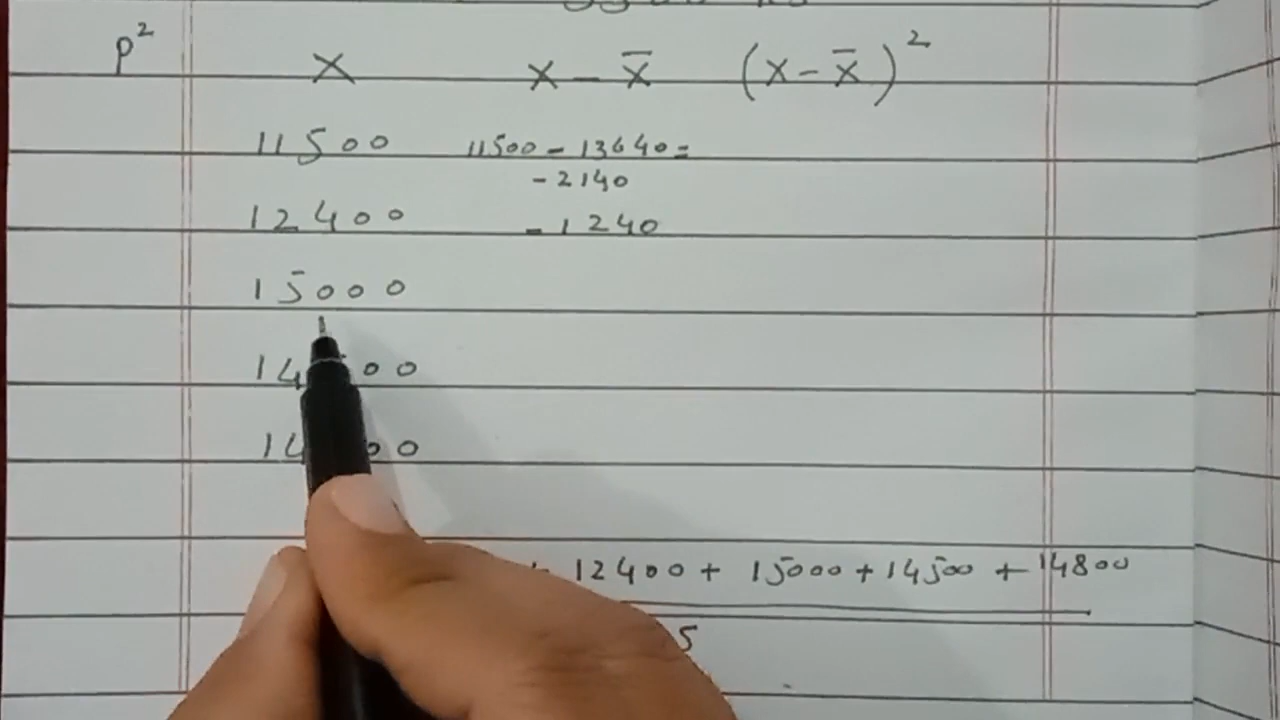 p² x x - x̄ (x - x̄)²
11500 11500 - 13640 =
-2140
12400 -1240
15000
12400 + 15000 + 14500 + 14800
5